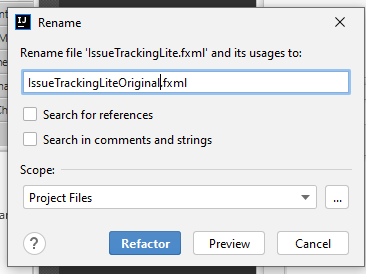 IJ
Rename
Rename file 'IssueTrackingLite.fxml' and its usages to:
IssueTrackingLiteOriginal.fxml
Search for references
Search in comments and strings
Scope:
Project Files
...
? Refactor Preview Cancel